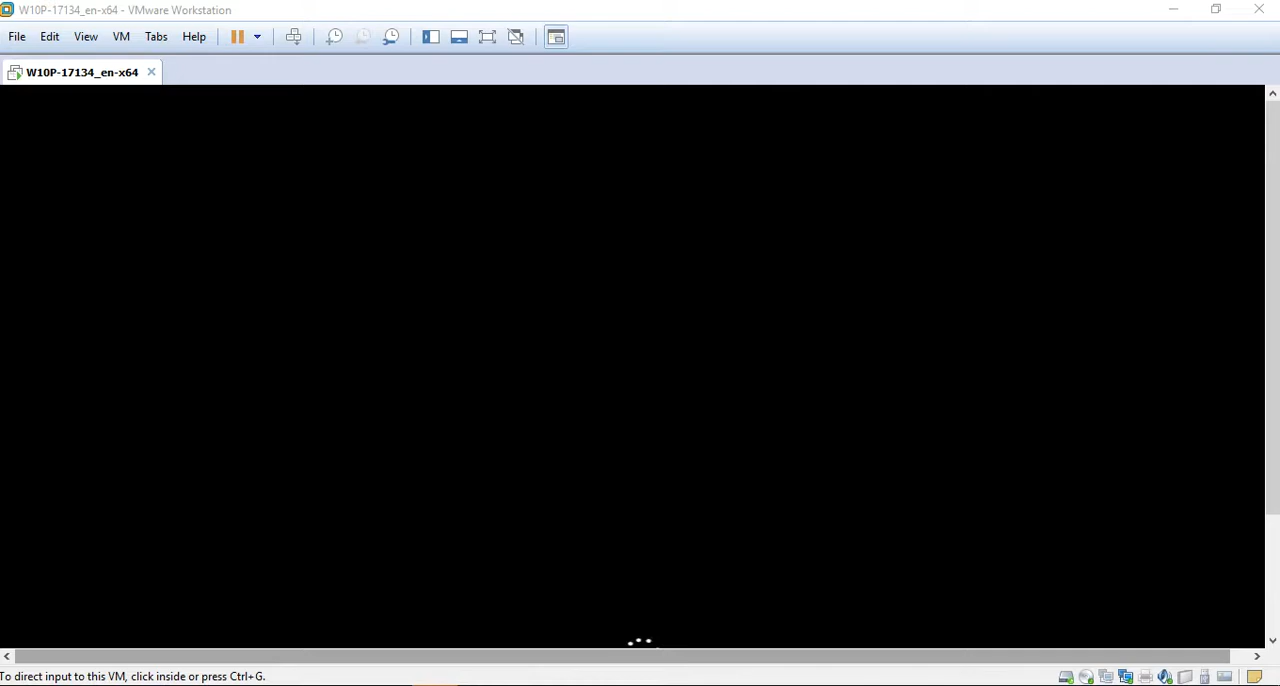 W10P-17134_en-x64 - VMware Workstation
File Edit View VM Tabs Help
W10P-17134_en-x64
To direct input to this VM, click inside or press Ctrl+G.